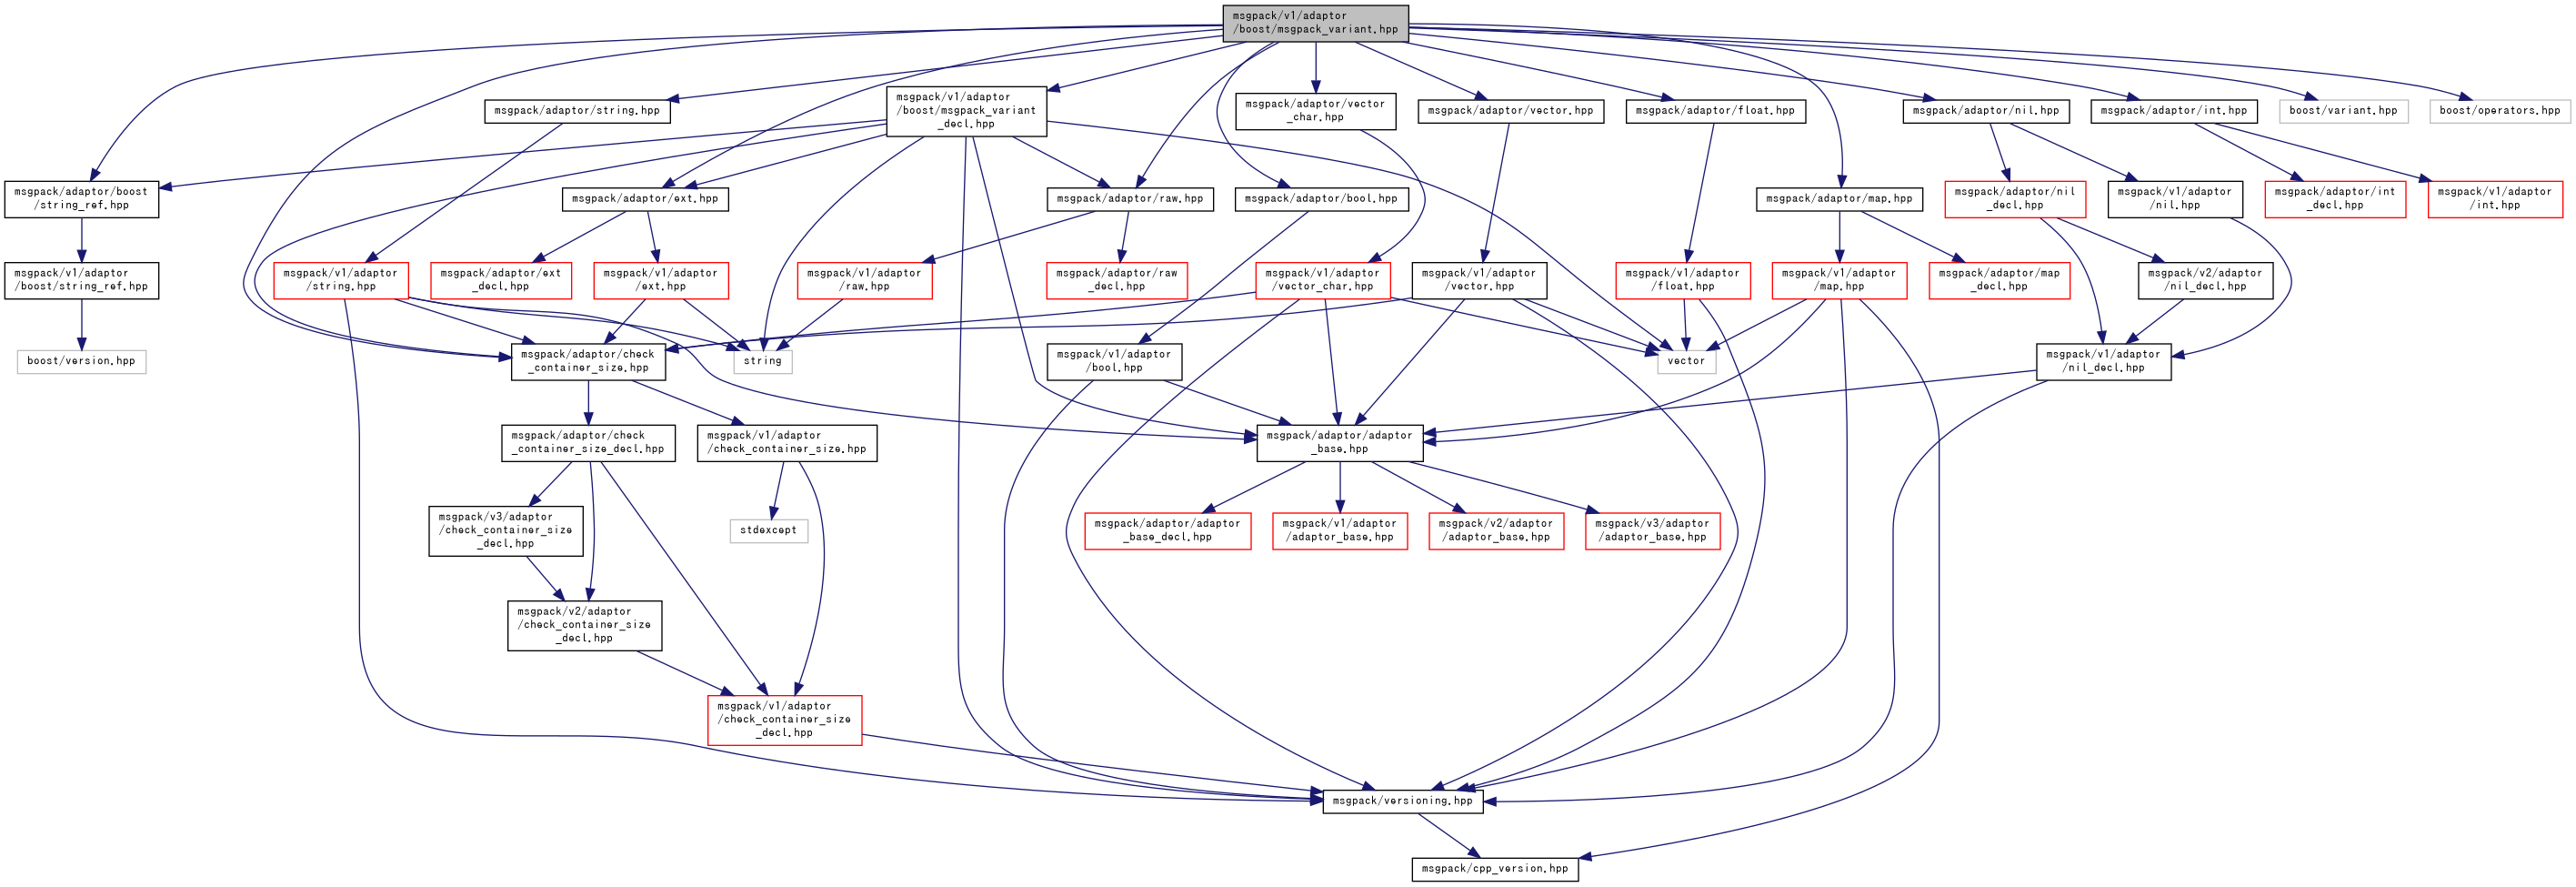 msgpack/v1/adaptor
/boost/msgpack_variant.hpp
msgpack/adaptor/string.hpp
msgpack/v1/adaptor
/boost/msgpack_variant
_decl.hpp
msgpack/adaptor/vector
_char.hpp
msgpack/adaptor/vector.hpp
msgpack/adaptor/float.hpp
msgpack/adaptor/nil.hpp
msgpack/adaptor/int.hpp
boost/variant.hpp
boost/operators.hpp
msgpack/adaptor/boost
/string_ref.hpp
msgpack/adaptor/ext.hpp
msgpack/adaptor/raw.hpp
msgpack/adaptor/bool.hpp
msgpack/adaptor/map.hpp
msgpack/adaptor/nil
_decl.hpp
msgpack/v1/adaptor
/nil.hpp
msgpack/adaptor/int
_decl.hpp
msgpack/v1/adaptor
/int.hpp
msgpack/v1/adaptor
/boost/string_ref.hpp
msgpack/v1/adaptor
/string.hpp
msgpack/adaptor/ext
_decl.hpp
msgpack/v1/adaptor
/ext.hpp
msgpack/v1/adaptor
/raw.hpp
msgpack/adaptor/raw
_decl.hpp
msgpack/v1/adaptor
/vector_char.hpp
msgpack/v1/adaptor
/vector.hpp
msgpack/v1/adaptor
/float.hpp
msgpack/v1/adaptor
/map.hpp
msgpack/adaptor/map
_decl.hpp
msgpack/v2/adaptor
/nil_decl.hpp
boost/version.hpp
msgpack/adaptor/check
_container_size.hpp
string
msgpack/v1/adaptor
/bool.hpp
vector
msgpack/v1/adaptor
/nil_decl.hpp
msgpack/adaptor/check
_container_size_decl.hpp
msgpack/v1/adaptor
/check_container_size.hpp
msgpack/adaptor/adaptor
_base.hpp
msgpack/v3/adaptor
/check_container_size
_decl.hpp
stdexcept
msgpack/adaptor/adaptor
_base_decl.hpp
msgpack/v1/adaptor
/adaptor_base.hpp
msgpack/v2/adaptor
/adaptor_base.hpp
msgpack/v3/adaptor
/adaptor_base.hpp
msgpack/v2/adaptor
/check_container_size
_decl.hpp
msgpack/v1/adaptor
/check_container_size
_decl.hpp
msgpack/versioning.hpp
msgpack/cpp_version.hpp